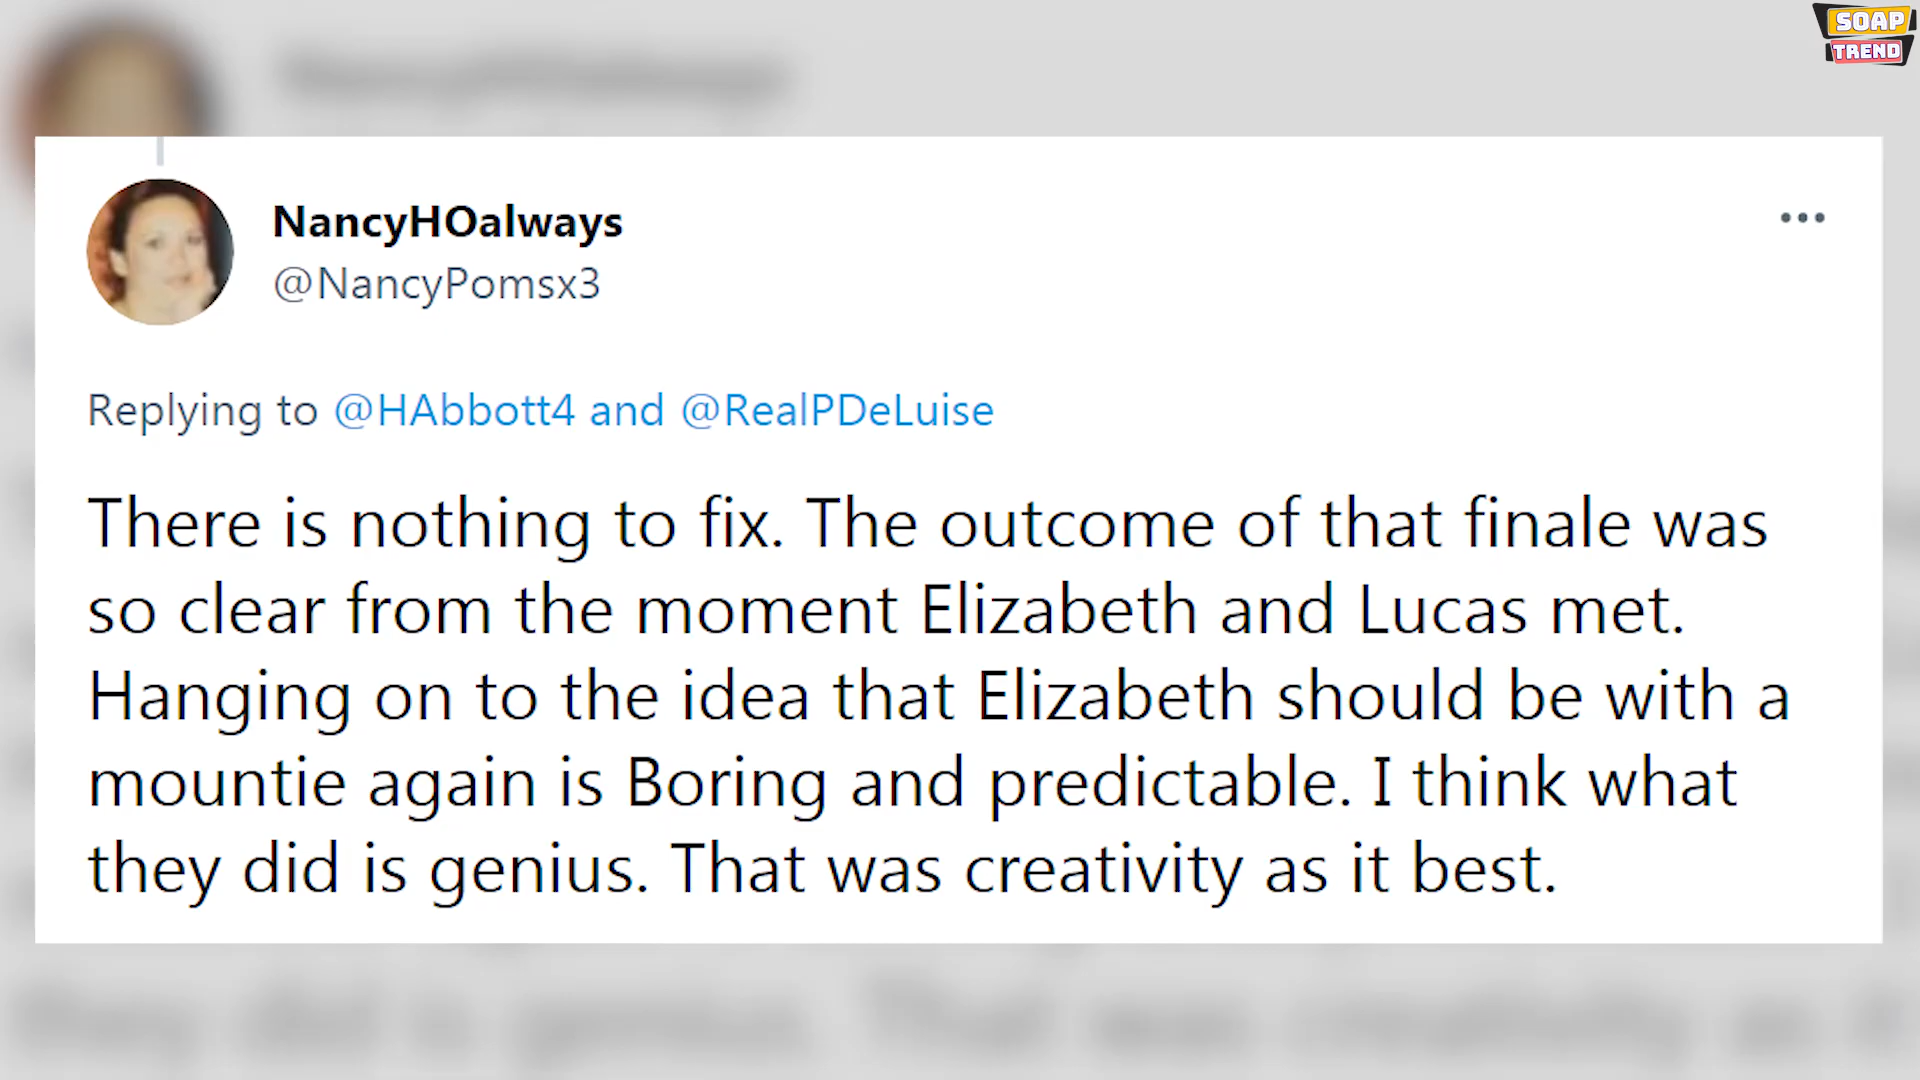 SOAP
TREND
NancyHOalways
@NancyPomsx3
Replying to @HAbbott4 and @RealPDeLuise
There is nothing to fix. The outcome of that finale was
so clear from the moment Elizabeth and Lucas met.
Hanging on to the idea that Elizabeth should be with a
mountie again is Boring and predictable. I think what
they did is genius. That was creativity as it best.